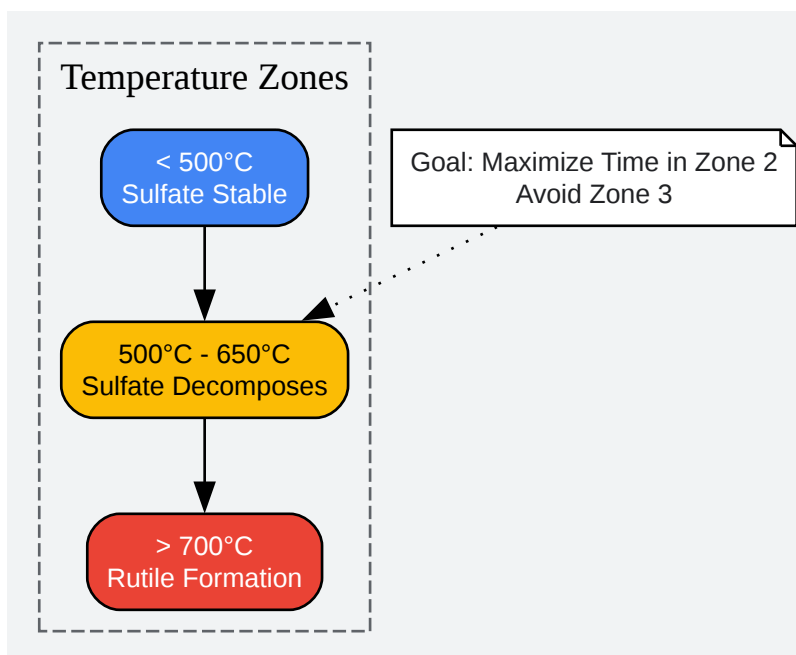 Temperature Zones
< 500°C
Sulfate Stable
Goal: Maximize Time in Zone 2
Avoid Zone 3
500°C - 650°C
Sulfate Decomposes
> 700°C
Rutile Formation